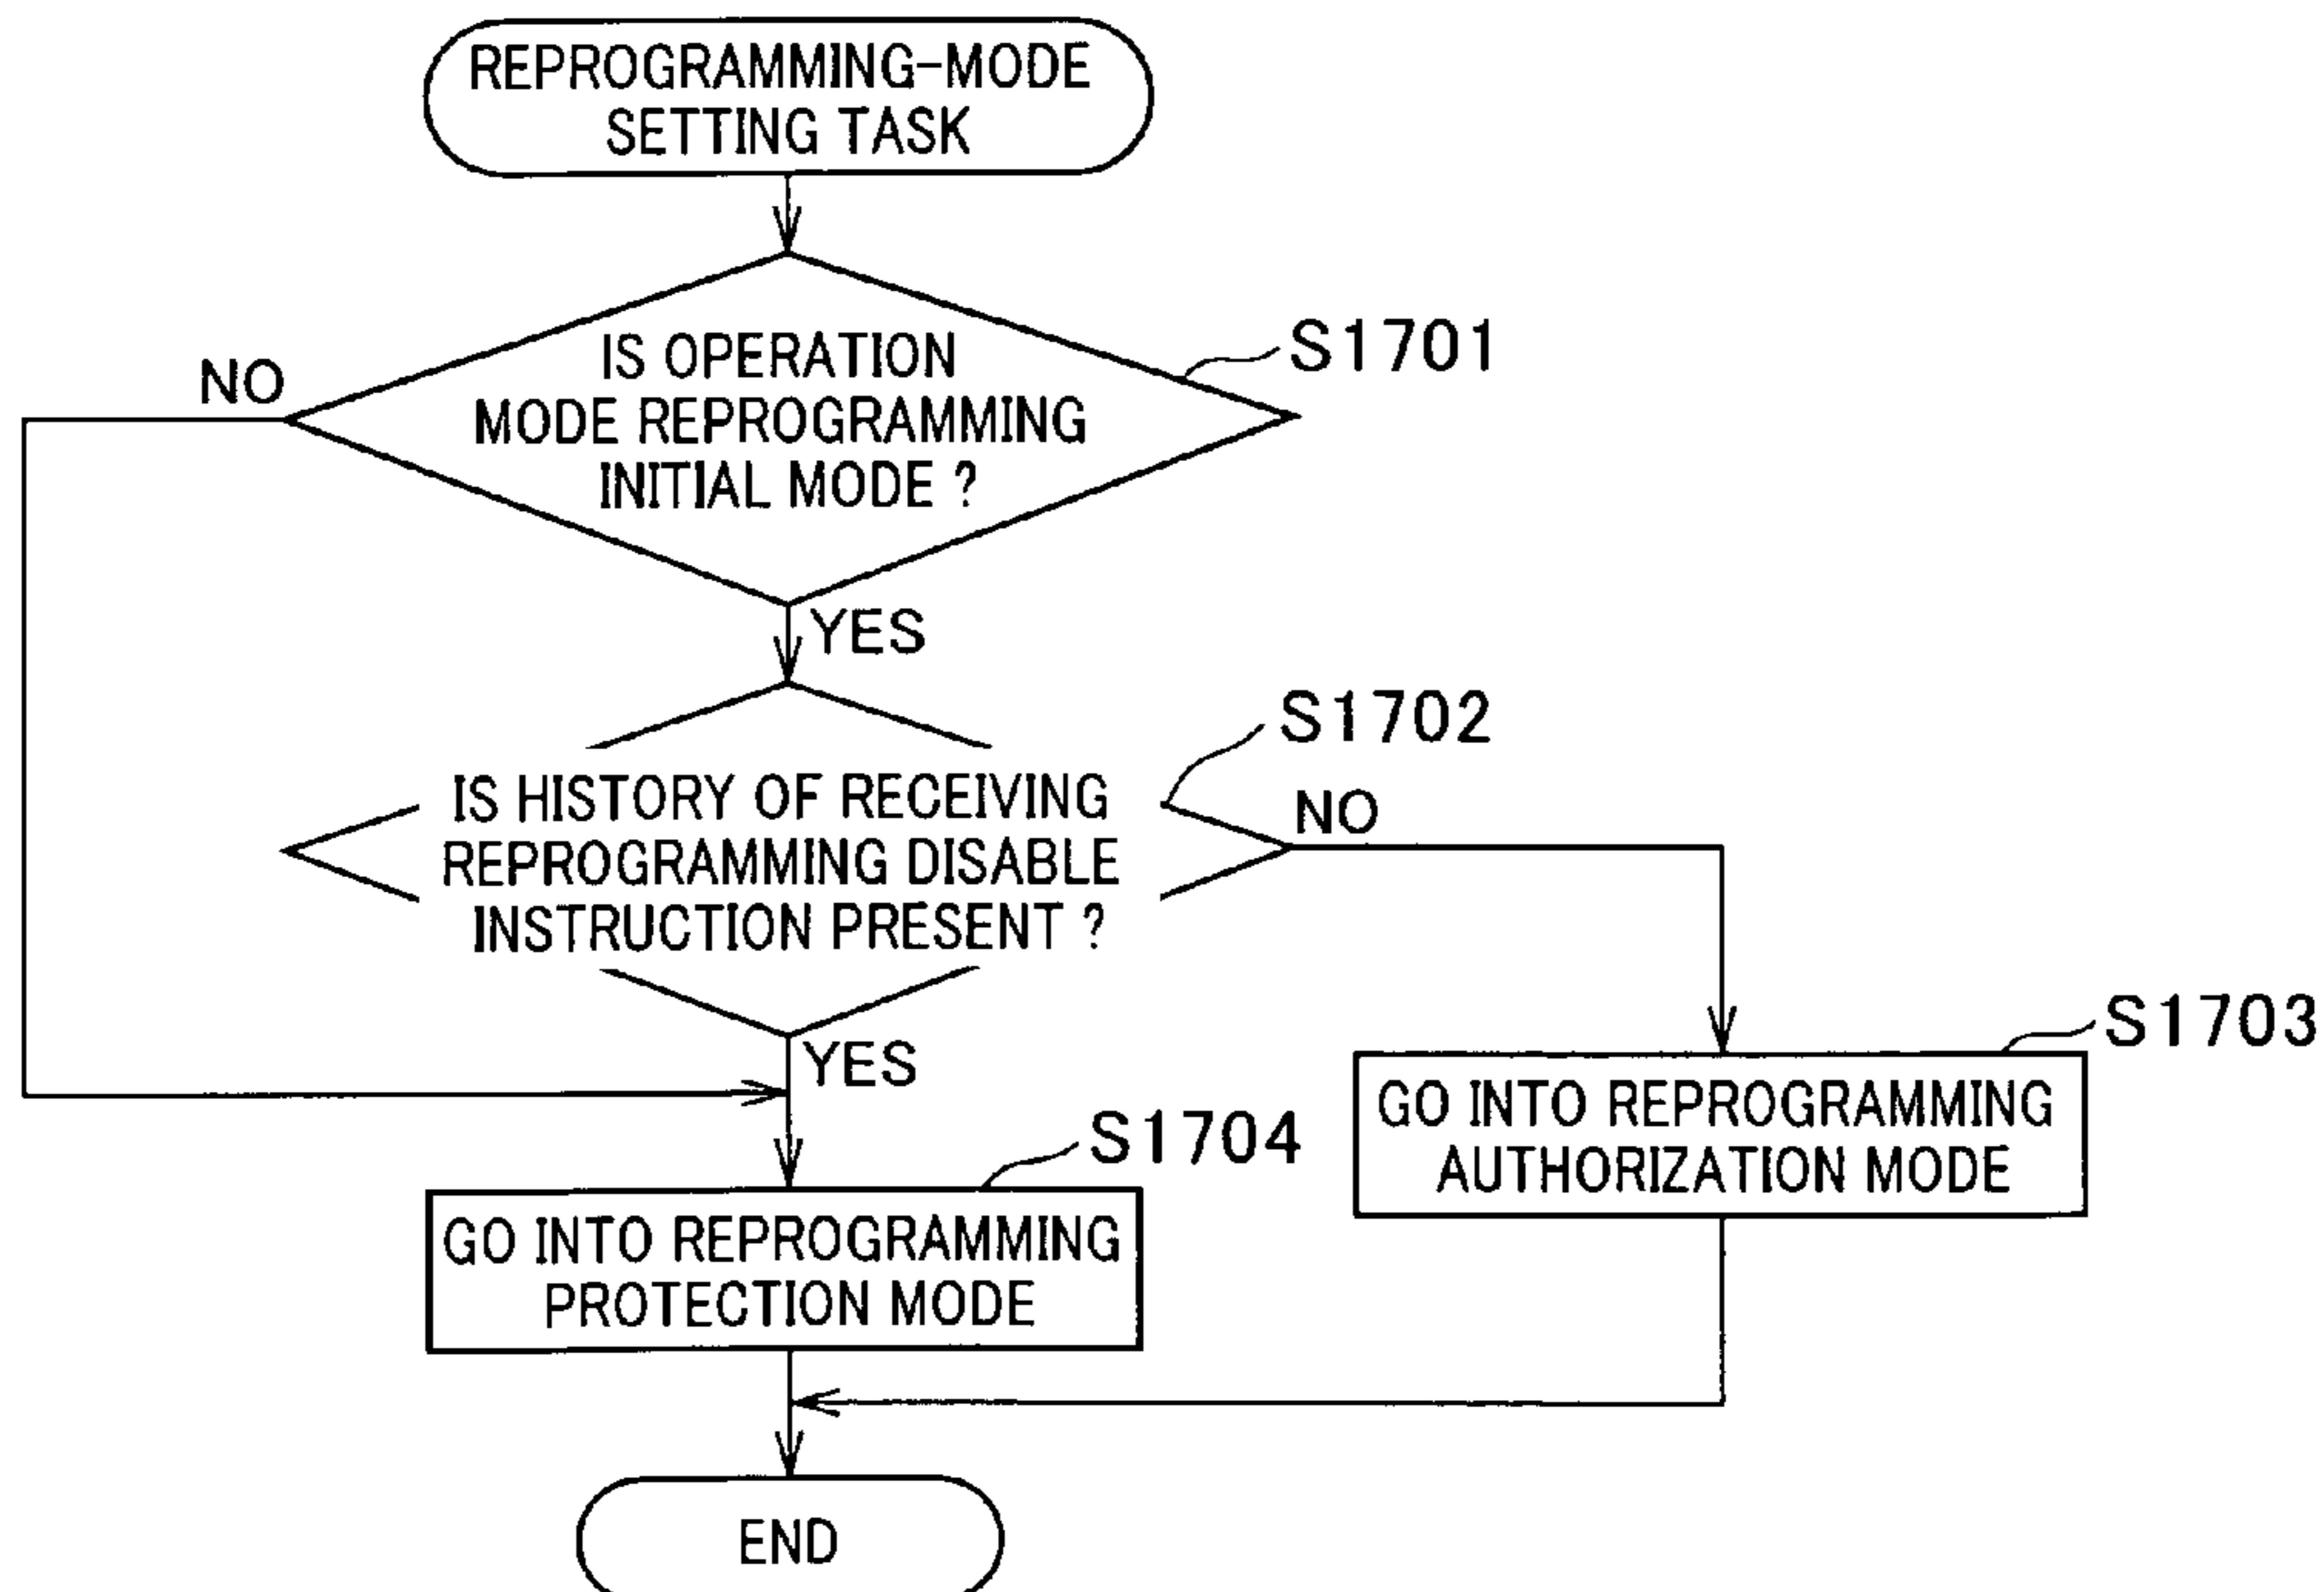 REPROGRAMMING-MODE
SETTING TASK
IS OPERATION
MODE REPROGRAMMING
INITIAL MODE ?
S1701
NO
YES
IS HISTORY OF RECEIVING
REPROGRAMMING DISABLE
INSTRUCTION PRESENT ?
S1702
NO
YES
GO INTO REPROGRAMMING
AUTHORIZATION MODE
S1703
GO INTO REPROGRAMMING
PROTECTION MODE
S1704
END